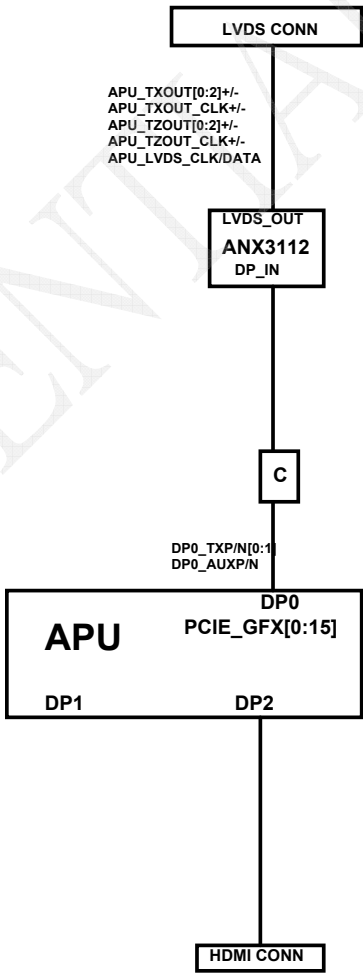 LVDS CONN
APU_TXOUT[0:2]+/-
APU_TXOUT_CLK+/-
APU_TZOUT[0:2]+/-
APU_TZOUT_CLK+/-
APU_LVDS_CLK/DATA
LVDS_OUT
ANX3112
DP_IN
C
DP0_TXP/N[0:1]
DP0_AUXP/N
DP0
APU PCIE_GFX[0:15]
DP1 DP2
HDMI CONN